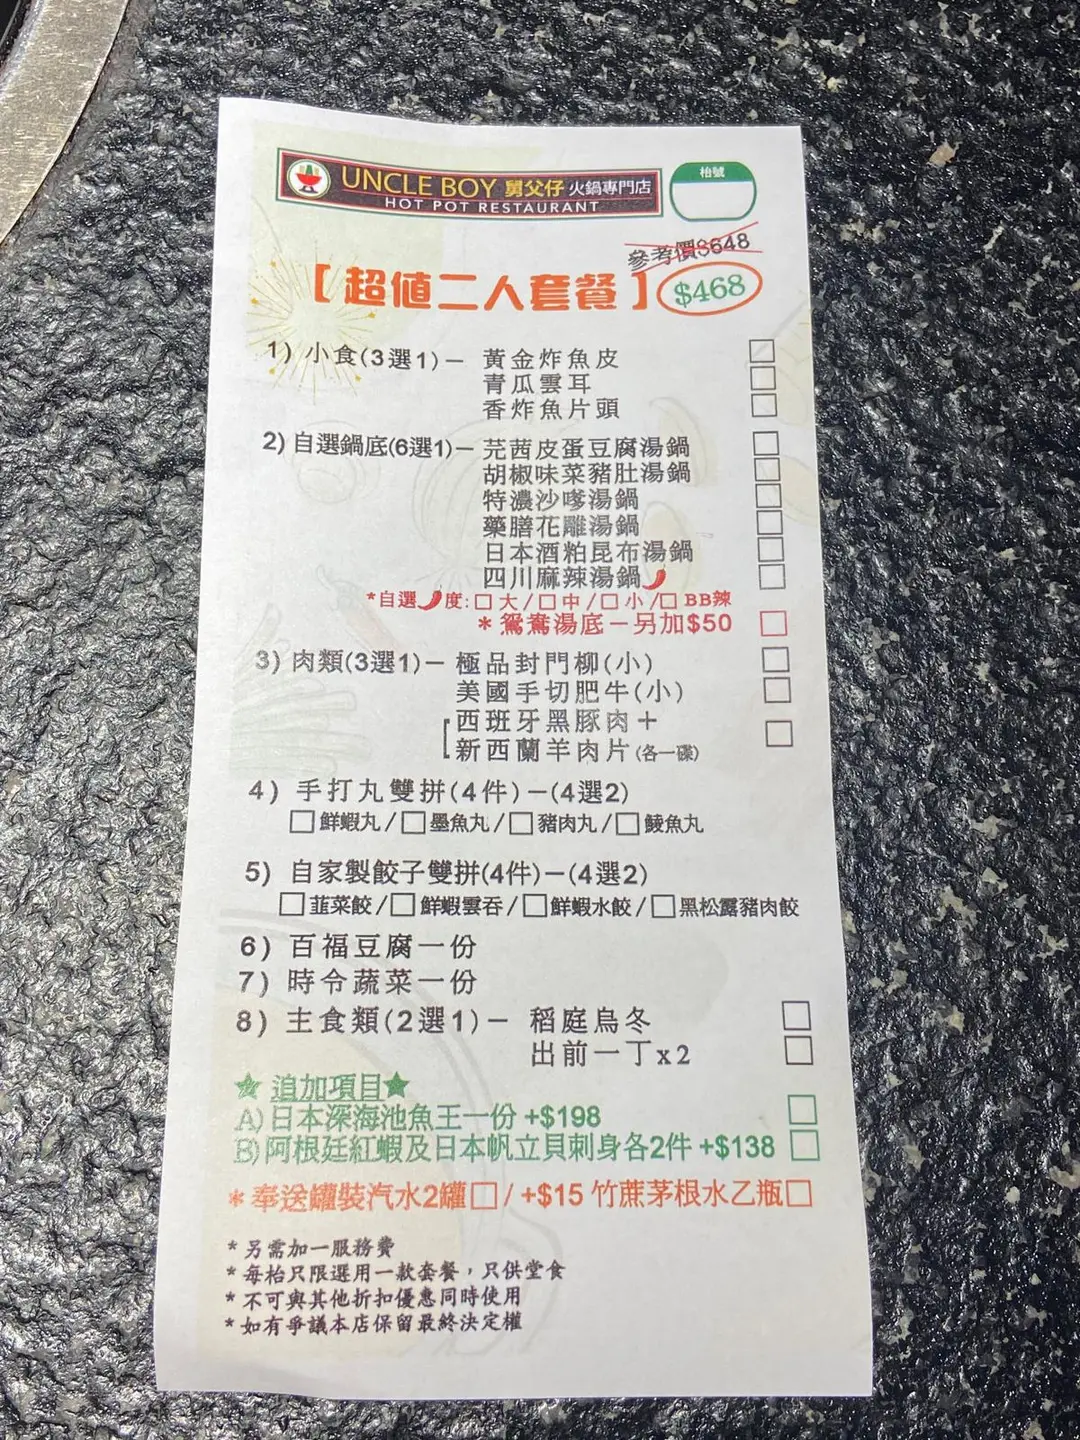 UNCLE BOY 舅父仔 火鍋專門店
HOT POT RESTAURANT
枱號
參考價$648
【超值二人套餐】 $468
1) 小食(3選1)－ 黃金炸魚皮
青瓜雲耳
香炸魚片頭
2) 自選鍋底(6選1)－ 芫茜皮蛋豆腐湯鍋
胡椒味菜豬肚湯鍋
特濃沙嗲湯鍋
藥膳花雕湯鍋
日本酒粕昆布湯鍋
四川麻辣湯鍋
*自選🌶度:□大/□中/□小/□BB辣
*鴛鴦湯底－另加$50
3) 肉類(3選1)－ 極品封門柳(小)
美國手切肥牛(小)
西班牙黑豚肉＋
新西蘭羊肉片(各一碟)
4) 手打丸雙拼(4件)－(4選2)
□鮮蝦丸/□墨魚丸/□豬肉丸/□鯪魚丸
5) 自家製餃子雙拼(4件)－(4選2)
□韮菜餃/□鮮蝦雲吞/□鮮蝦水餃/□黑松露豬肉餃
6) 百福豆腐一份
7) 時令蔬菜一份
8) 主食類(2選1)－ 稻庭烏冬
出前一丁x2
★ 追加項目★
A)日本深海池魚王一份 +$198
B)阿根廷紅蝦及日本帆立貝刺身各2件 +$138
*奉送罐裝汽水2罐□/+$15 竹蔗茅根水乙瓶□
*另需加一服務費
*每枱只限選用一款套餐，只供堂食
*不可與其他折扣優惠同時使用
*如有爭議本店保留最終決定權